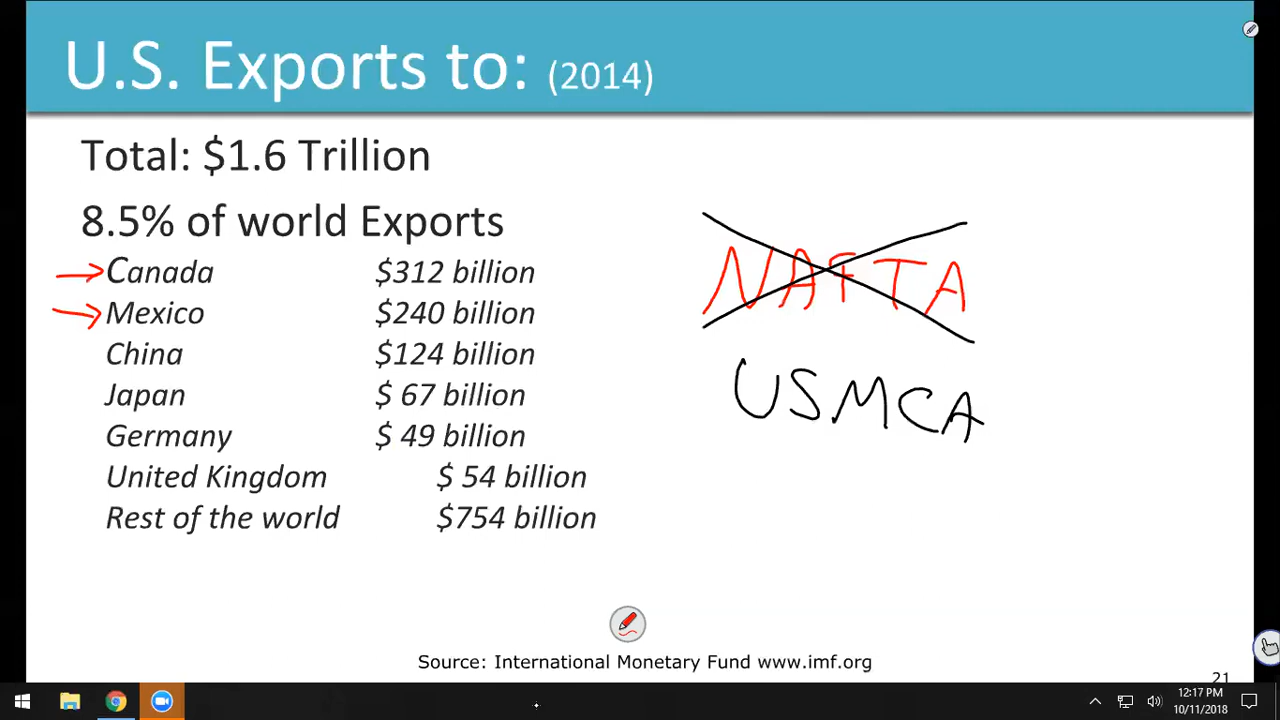 U.S. Exports to: (2014)
Total: $1.6 Trillion
8.5% of world Exports
Canada $312 billion
Mexico $240 billion
China $124 billion
Japan $ 67 billion
Germany $ 49 billion
United Kingdom $ 54 billion
Rest of the world $754 billion
NAFTA
USMCA
Source: International Monetary Fund www.imf.org
21
12:17 PM
10/11/2018